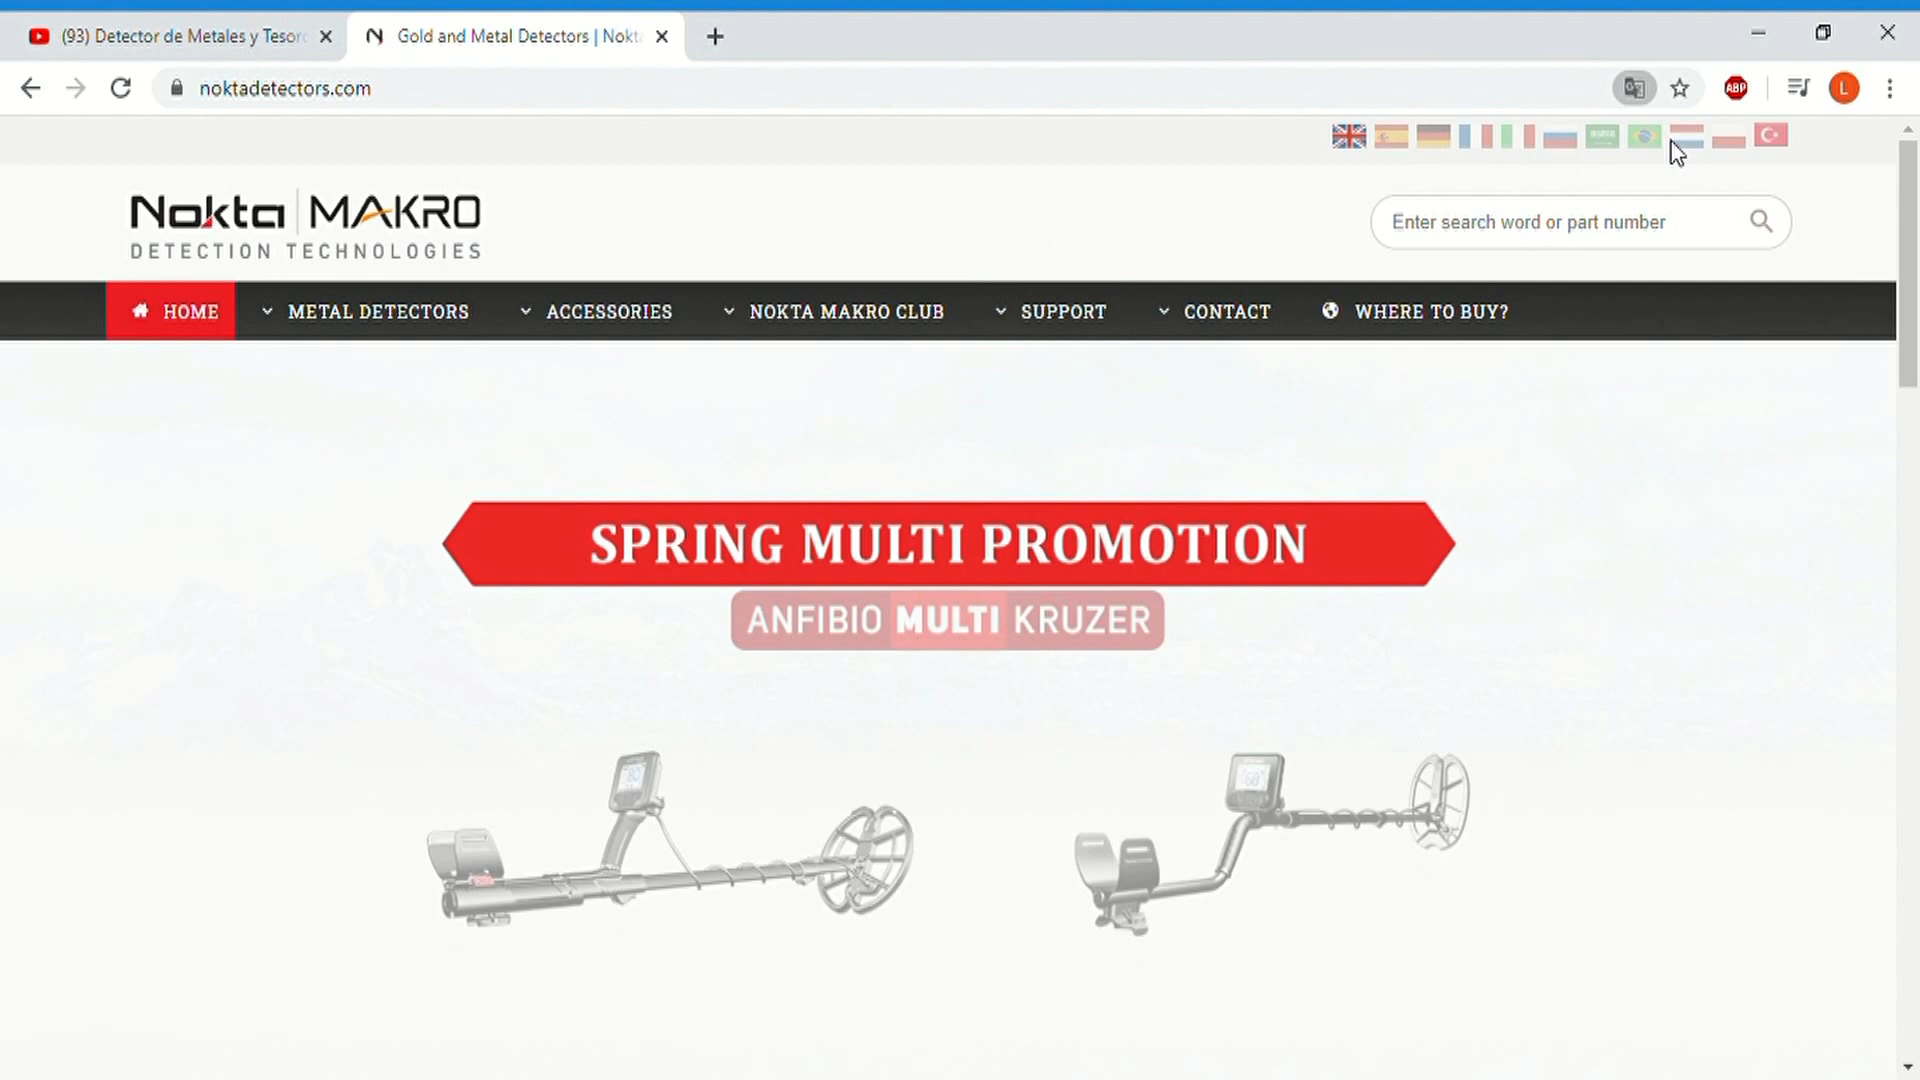 (93) Detector de Metales y Tesor
Gold and Metal Detectors | Nokt
noktadetectors.com
ABP
L
Nokta MAKRO
DETECTION TECHNOLOGIES
Enter search word or part number
HOME
METAL DETECTORS
ACCESSORIES
NOKTA MAKRO CLUB
SUPPORT
CONTACT
WHERE TO BUY?
SPRING MULTI PROMOTION
ANFIBIO MULTI KRUZER